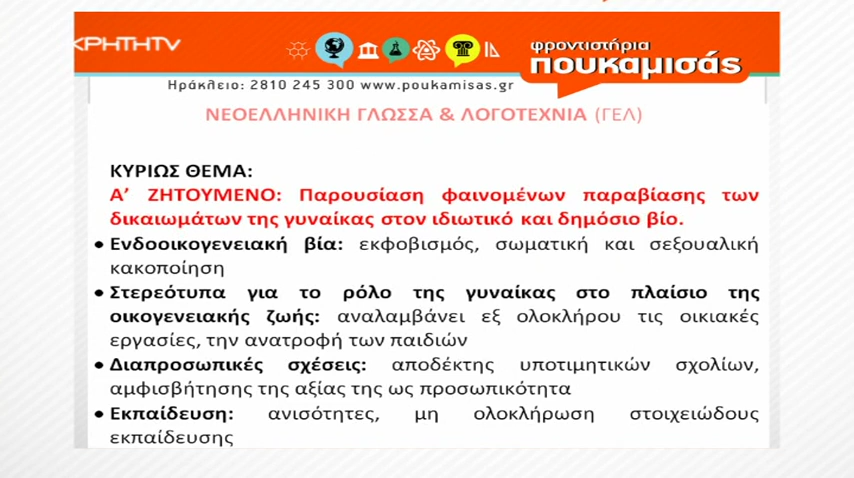 ΚΡΗΤΗTV
φροντιστήρια
πουκαμισάς
Ηράκλειο: 2810 245 300 www.poukamisas.gr
ΝΕΟΕΛΛΗΝΙΚΗ ΓΛΩΣΣΑ & ΛΟΓΟΤΕΧΝΙΑ (ΓΕΛ)
ΚΥΡΙΩΣ ΘΕΜΑ:
Α’ ΖΗΤΟΥΜΕΝΟ: Παρουσίαση φαινομένων παραβίασης των
δικαιωμάτων της γυναίκας στον ιδιωτικό και δημόσιο βίο.
• Ενδοοικογενειακή βία: εκφοβισμός, σωματική και σεξουαλική
κακοποίηση
• Στερεότυπα για το ρόλο της γυναίκας στο πλαίσιο της
οικογενειακής ζωής: αναλαμβάνει εξ ολοκλήρου τις οικιακές
εργασίες, την ανατροφή των παιδιών
• Διαπροσωπικές σχέσεις: αποδέκτης υποτιμητικών σχολίων,
αμφισβήτησης της αξίας της ως προσωπικότητα
• Εκπαίδευση: ανισότητες, μη ολοκλήρωση στοιχειώδους
εκπαίδευσης